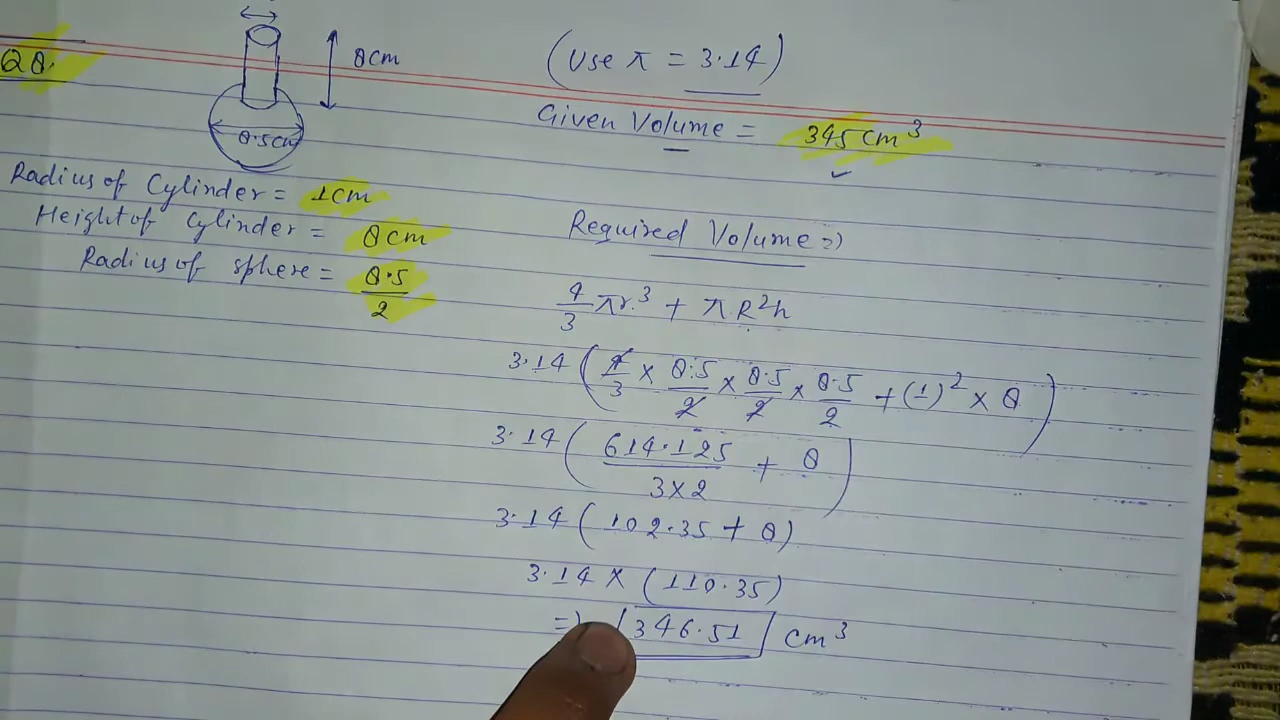 Q8.
8cm
8.5cm
(Use π = 3.14)
Given Volume = 345 cm³
Radius of Cylinder = 1cm
Height of Cylinder = 8cm
Radius of sphere = 8.5/2
Required Volume ⇒
4/3 πr³ + πR²h
3.14 (4/3 × 8.5/2 × 8.5/2 × 8.5/2 + (1)² × 8)
3.14 (614.125/3×2 + 8)
3.14 (102.35 + 8)
3.14 × (110.35)
⇒ 346.51 cm³